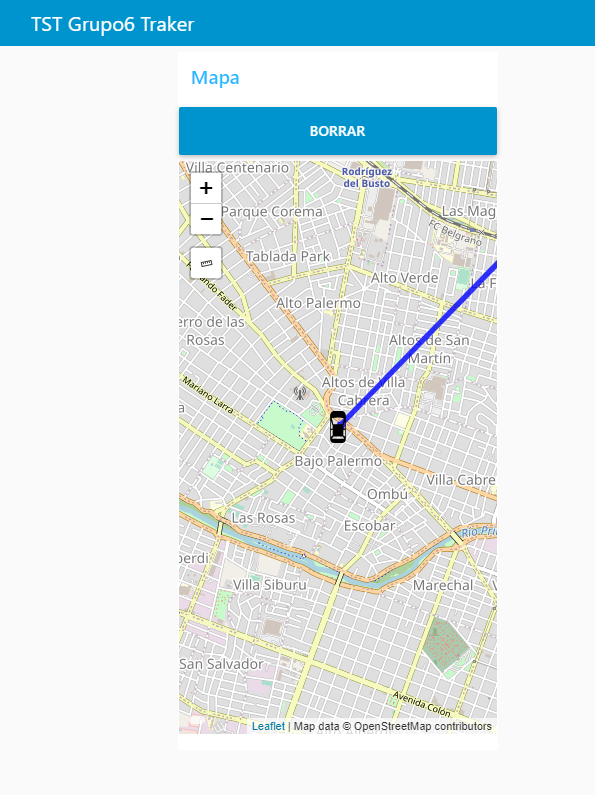 TST Grupo6 Traker
Mapa
BORRAR
Villa Centenario
Rodríguez
del Busto
+
−
Parque Corema
Las Mag
FC Belgrano
Tablada Park
Alto Verde
La F
Alto Palermo
erro de las
Rosas
Altos de San
Martín
Altos de Villa
Cabrera
Mariano Larra
a
Bajo Palermo
Villa Cabre
Ombú
Las Rosas
Escobar
Río Pri
berdi
Villa Siburu
Marechal
V
San Salvador
Avenida Colón
Leaflet | Map data © OpenStreetMap contributors